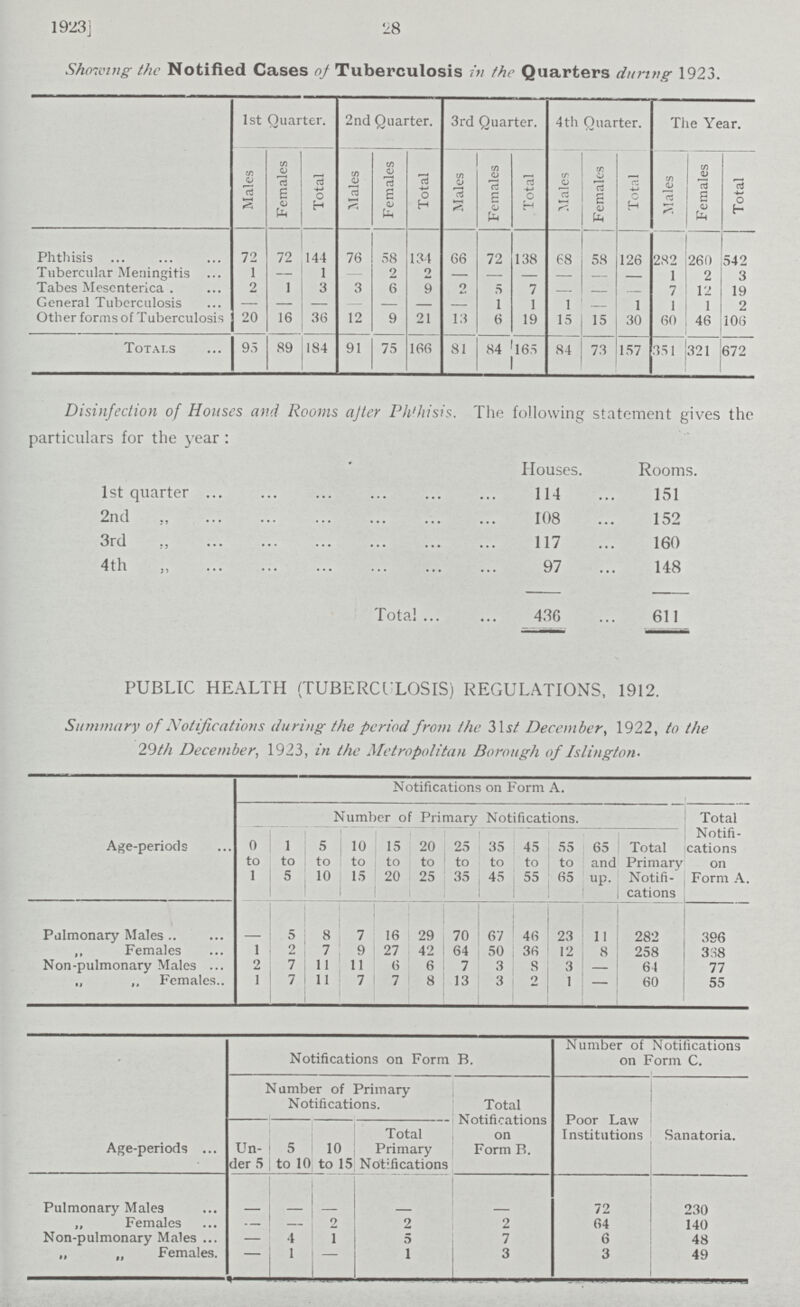 1923]
28
Showing the Notified Cases of Tuberculosis in the Quarters during 1923.
1st Quarter. 2nd Quarter. 3rd Quarter. 4th Quarter. The Year.
Males Females Total Males Females Total Males Females Total Males Females Total Males Females Total
Phthisis ... ... ... 72 72 144 76 58 134 66 72 138 68 58 126 282 260 542
Tubercular Meningitis ... 1 — 1 — 2 2 — — — — — — 1 2 3
Tabes Mesenterica . ... 2 1 3 3 6 9 2 5 7 — — — 7 12 19
General Tuberculosis ... — — — — — — — 1 1 1 — 1 1 1 2
Other forms of Tuberculosis 20 16 36 12 9 21 13 6 19 15 15 30 60 46 106
TOTALS ... 95 89 184 91 75 166 81 84 165 84 73 157 351 321 672
Disinfection of Houses and Rooms after Phthisis. The following statement gives the
particulars for the year :
Houses. Rooms.
1st quarter ... ... ... ... ... ... 114 ... 151
2nd ,, ... ... ... ... ... ... 108 ... 152
3rd ,, ... ... ... ... ... ... 117 ... 160
4th ,, ... ... ... ... ... ... 97 ... 148
Total ... ... 436 ... 611
PUBLIC HEALTH (TUBERCULOSIS) REGULATIONS, 1912.
Summary of Notifications during the period from the 31st December, 1922, to the
29th December, 1923, in the Metropolitan Borough of Islington.
Notifications on Form A.
Number of Primary Notifications. Total Notifi-cations on Form A.
Age-periods ... 0 to 1 1 to 5 5 to 10 10 to 15 15 to 20 20 to 25 25 to 35 35 to 45 45 to 55 55 to 65 65 and up. Total Primary Notifi-cations
Pulmonary Males .. ... — 5 8 7 16 29 70 67 46 23 11 282 396
,, Females ... 1 2 7 9 27 42 64 50 36 12 8 258 338
Non-pulmonary Males ... 2 7 11 11 6 6 7 3 8 3 — 64 77
,, ,, Females.. 1 7 11 7 7 8 13 3 2 1 — 60 55
Notifications on Form B. Number of Notifications on Form C.
Number of Primary Notifications. Total Notifications on Form B. Poor Law Institutions Sanatoria.
Age-periods ... Un-der 5 5 to 10 10 to 15 Total Primary Notifications
Pulmonary Males ... — — — — — 72 230
,, Females ... — — 2 2 2 64 140
Non-pulmonary Males ... — 4 1 5 7 6 48
,, ,, Females. — 1 — 1 3 3 49